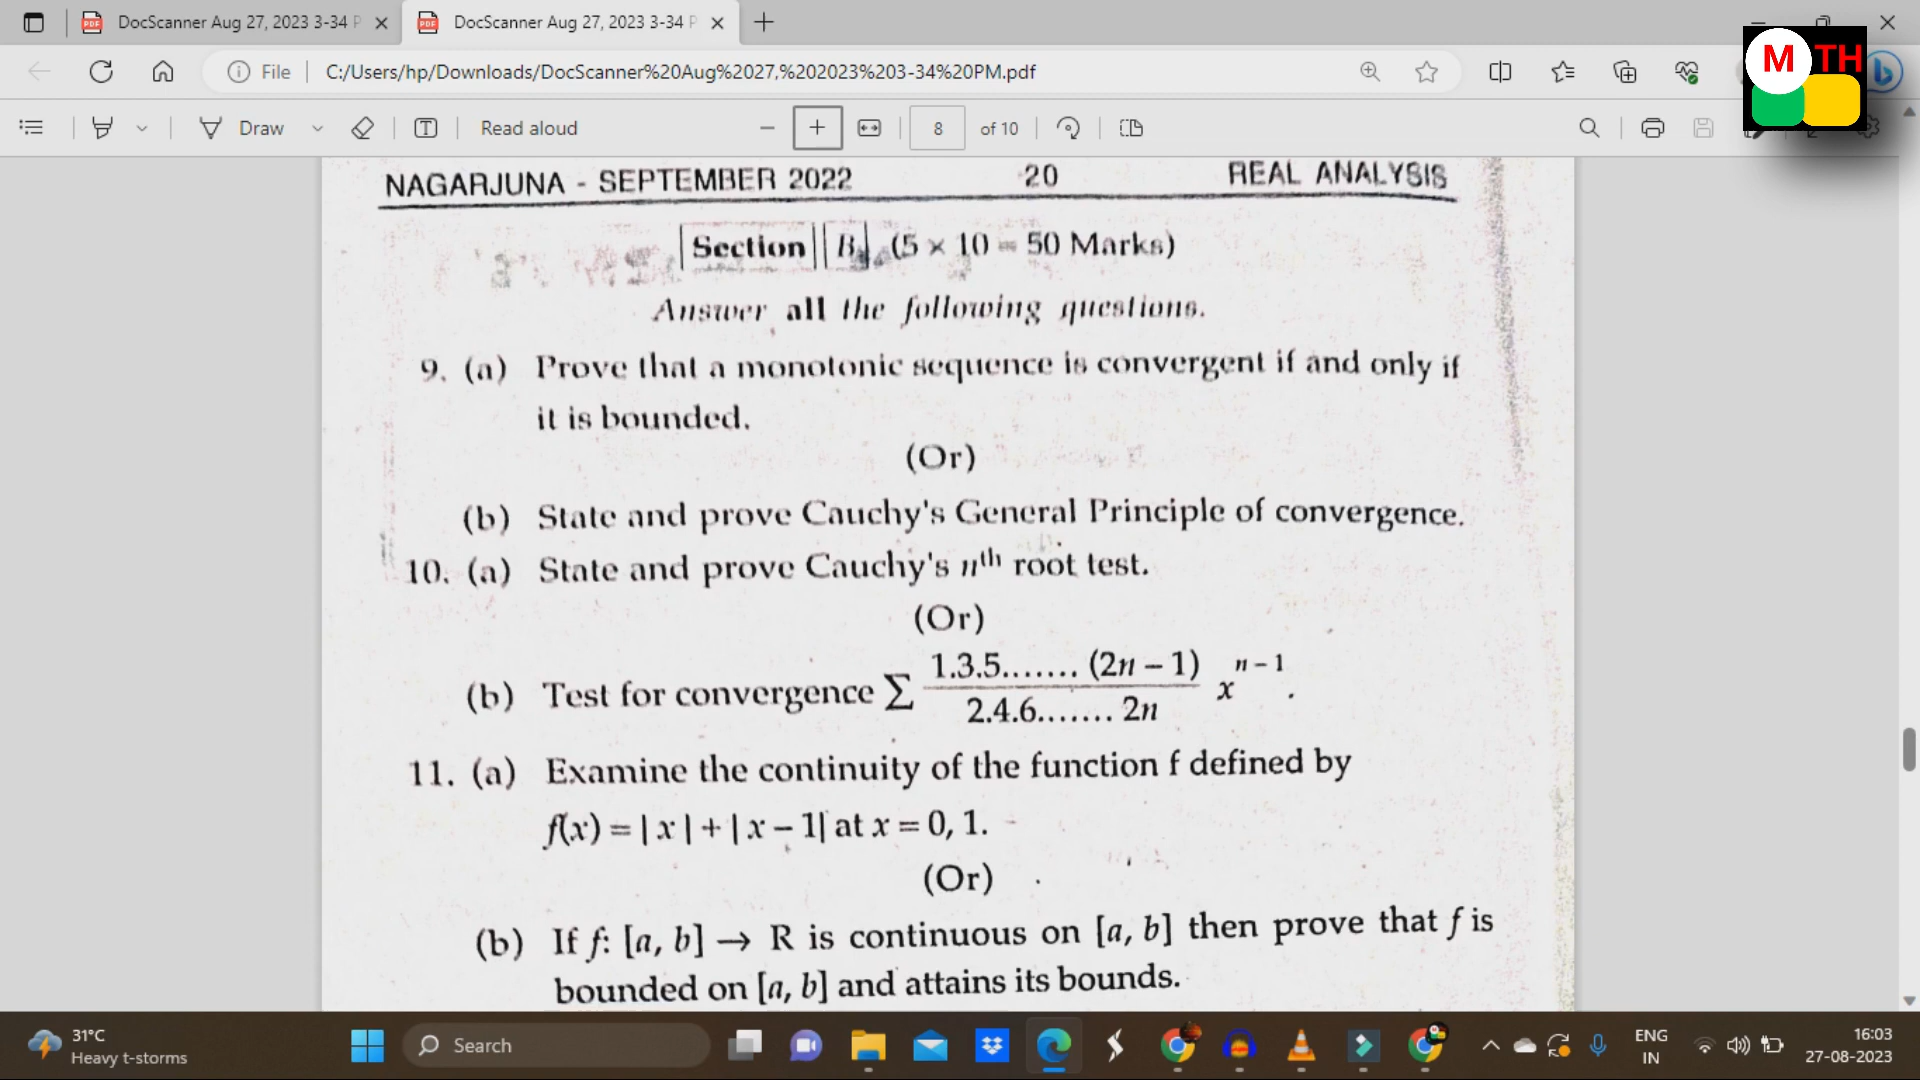 DocScanner Aug 27, 2023 3-34 P
DocScanner Aug 27, 2023 3-34 P
File
C:/Users/hp/Downloads/DocScanner%20Aug%2027,%202023%203-34%20PM.pdf
M TH
Draw
Read aloud
8 of 10
NAGARJUNA - SEPTEMBER 2022 20 REAL ANALYSIS
Section B (5 × 10 = 50 Marks)
Answer all the following questions.
9. (a) Prove that a monotonic sequence is convergent if and only if
it is bounded.
(Or)
(b) State and prove Cauchy's General Principle of convergence.
10. (a) State and prove Cauchy's nth root test.
(Or)
(b) Test for convergence ∑ 1.3.5....... (2n – 1) / 2.4.6....... 2n x^n – 1.
11. (a) Examine the continuity of the function f defined by
f(x) = | x | + | x – 1| at x = 0, 1.
(Or)
(b) If f: [a, b] → R is continuous on [a, b] then prove that f is
bounded on [a, b] and attains its bounds.
31°C
Heavy t-storms
Search
ENG
IN
16:03
27-08-2023